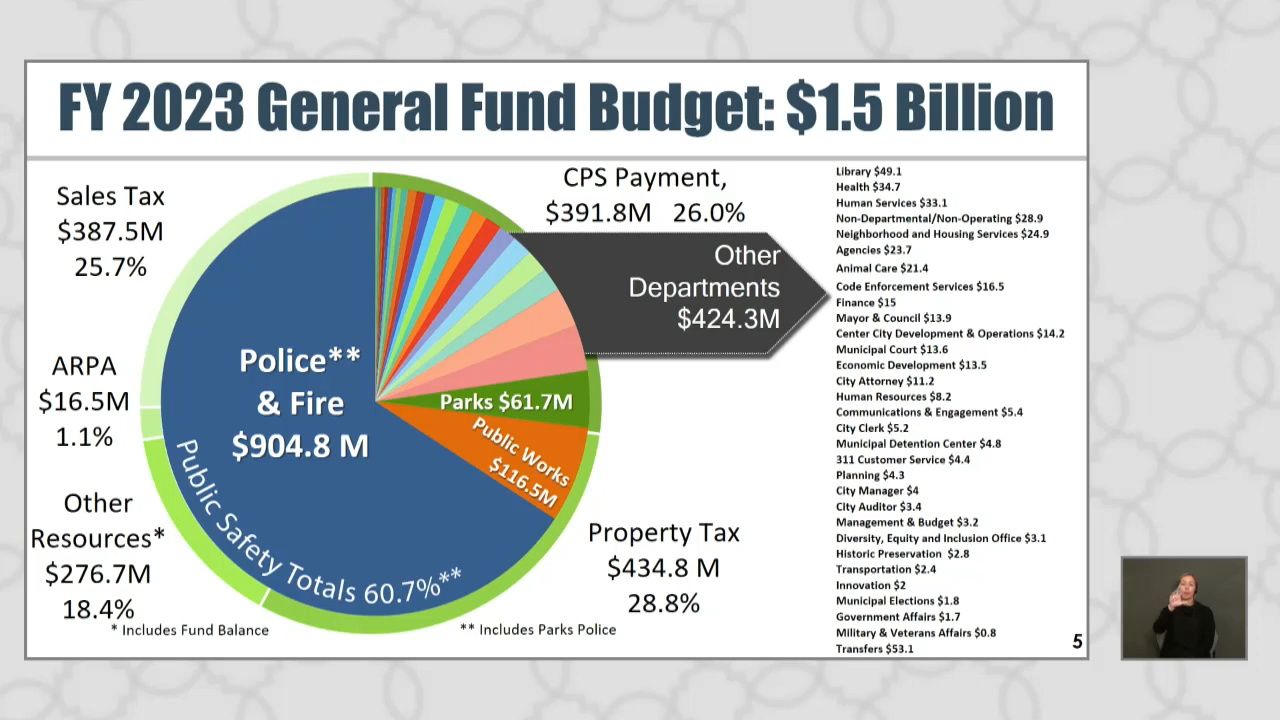 FY 2023 General Fund Budget: $1.5 Billion
Sales Tax
$387.5M
25.7%
ARPA
$16.5M
1.1%
Other
Resources*
$276.7M
18.4%
* Includes Fund Balance
Police**
& Fire
$904.8 M
Public Safety Totals 60.7%**
Parks $61.7M
Public Works
$116.5M
CPS Payment,
$391.8M 26.0%
Other
Departments
$424.3M
Property Tax
$434.8 M
28.8%
** Includes Parks Police
Library $49.1
Health $34.7
Human Services $33.1
Non-Departmental/Non-Operating $28.9
Neighborhood and Housing Services $24.9
Agencies $23.7
Animal Care $21.4
Code Enforcement Services $16.5
Finance $15
Mayor & Council $13.9
Center City Development & Operations $14.2
Municipal Court $13.6
Economic Development $13.5
City Attorney $11.2
Human Resources $8.2
Communications & Engagement $5.4
City Clerk $5.2
Municipal Detention Center $4.8
311 Customer Service $4.4
Planning $4.3
City Manager $4
City Auditor $3.4
Management & Budget $3.2
Diversity, Equity and Inclusion Office $3.1
Historic Preservation $2.8
Transportation $2.4
Innovation $2
Municipal Elections $1.8
Government Affairs $1.7
Military & Veterans Affairs $0.8
Transfers $53.1
5